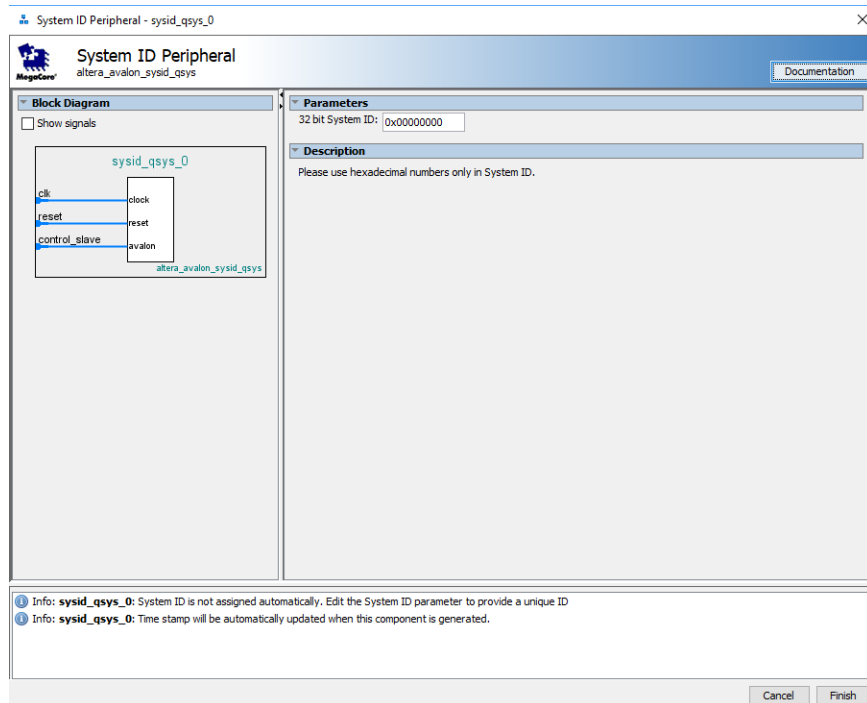 System ID Peripheral - sysid_qsys_0
System ID Peripheral
altera_avalon_sysid_qsys
MegaCore'
Documentation
Block Diagram
Show signals
sysid_qsys_0
clk
clock
reset
reset
control_slave
avalon
altera_avalon_sysid_qsys
Parameters
32 bit System ID: 0x00000000
Description
Please use hexadecimal numbers only in System ID.
Info: sysid_qsys_0: System ID is not assigned automatically. Edit the System ID parameter to provide a unique ID
Info: sysid_qsys_0: Time stamp will be automatically updated when this component is generated.
Cancel
Finish